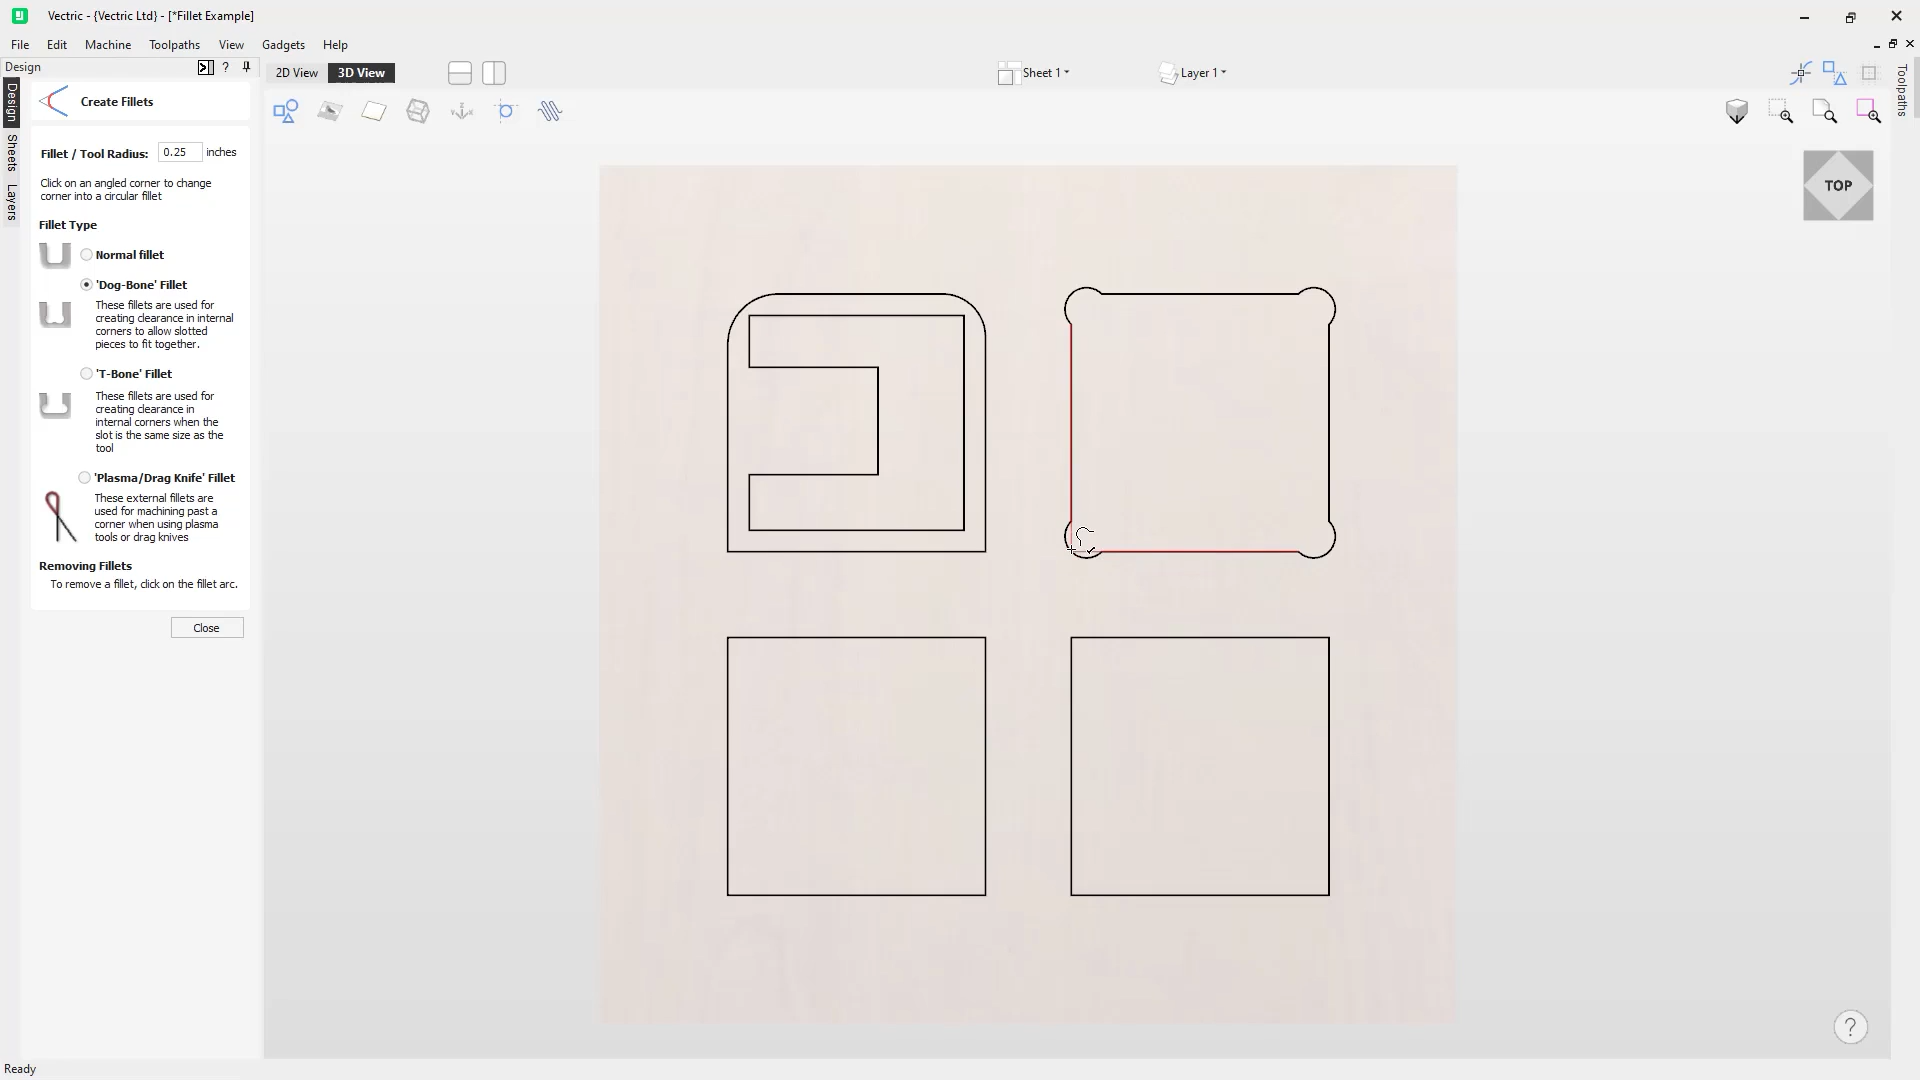 Vectric - {Vectric Ltd} - [*Fillet Example]
File Edit Machine Toolpaths View Gadgets Help
Design
?
2D View 3D View
Sheet 1
Layer 1
Design
Sheets
Layers
Toolpaths
Create Fillets
Fillet / Tool Radius: 0.25 inches
Click on an angled corner to change
corner into a circular fillet
Fillet Type
Normal fillet
'Dog-Bone' Fillet
These fillets are used for
creating clearance in internal
corners to allow slotted
pieces to fit together.
'T-Bone' Fillet
These fillets are used for
creating clearance in
internal corners when the
slot is the same size as the
tool
'Plasma/Drag Knife' Fillet
These external fillets are
used for machining past a
corner when using plasma
tools or drag knives
Removing Fillets
To remove a fillet, click on the fillet arc.
Close
TOP
?
Ready